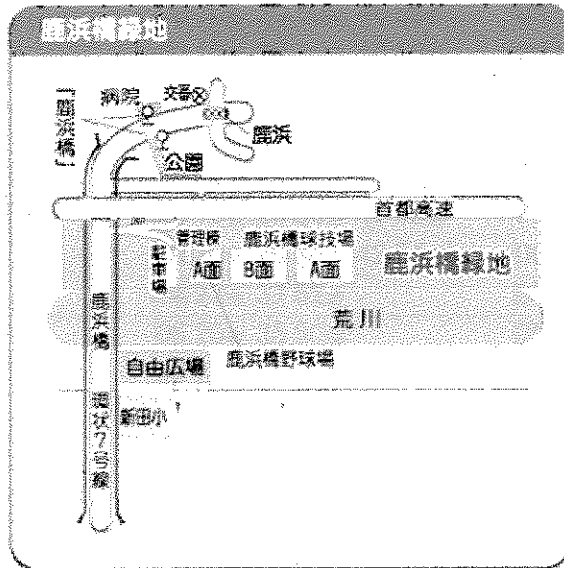 鹿浜橋緑地
病院
交番
「鹿浜橋」
鹿浜
公園
首都高速
管理棟
鹿浜橋球技場
駐車場
A面
B面
A面
鹿浜橋緑地
鹿浜橋
荒川
自由広場
鹿浜橋野球場
新田小
環状7号線